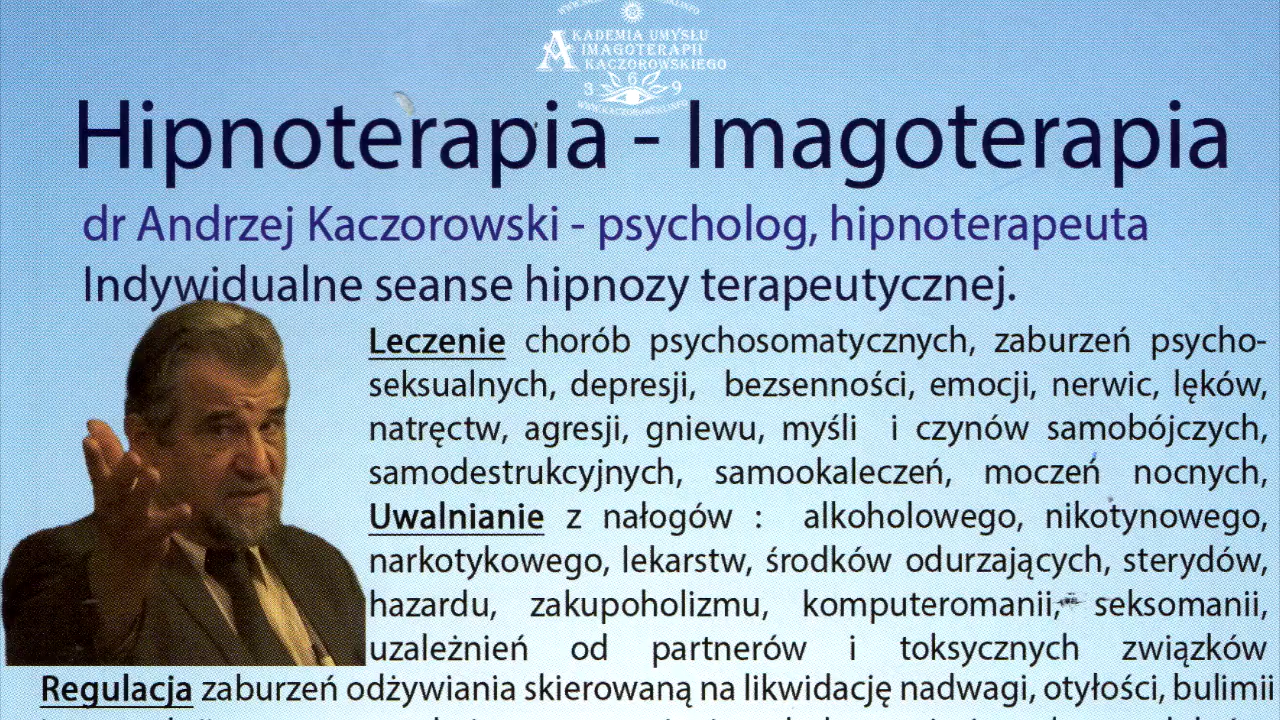 AKADEMIA UMYSŁU
IMAGOTERAPII
KACZOROWSKIEGO
3 6 9
WWW.KACZOROWSKI.INFO
Hipnoterapia - Imagoterapia
dr Andrzej Kaczorowski - psycholog, hipnoterapeuta
Indywidualne seanse hipnozy terapeutycznej.
Leczenie chorób psychosomatycznych, zaburzeń psycho-
seksualnych, depresji, bezsenności, emocji, nerwic, lęków,
natręctw, agresji, gniewu, myśli i czynów samobójczych,
samodestrukcyjnych, samookaleczeń, moczeń nocnych,
Uwalnianie z nałogów : alkoholowego, nikotynowego,
narkotykowego, lekarstw, środków odurzających, sterydów,
hazardu, zakupoholizmu, komputeromanii, seksomanii,
uzależnień od partnerów i toksycznych związków
Regulacja zaburzeń odżywiania skierowaną na likwidację nadwagi, otyłości, bulimii